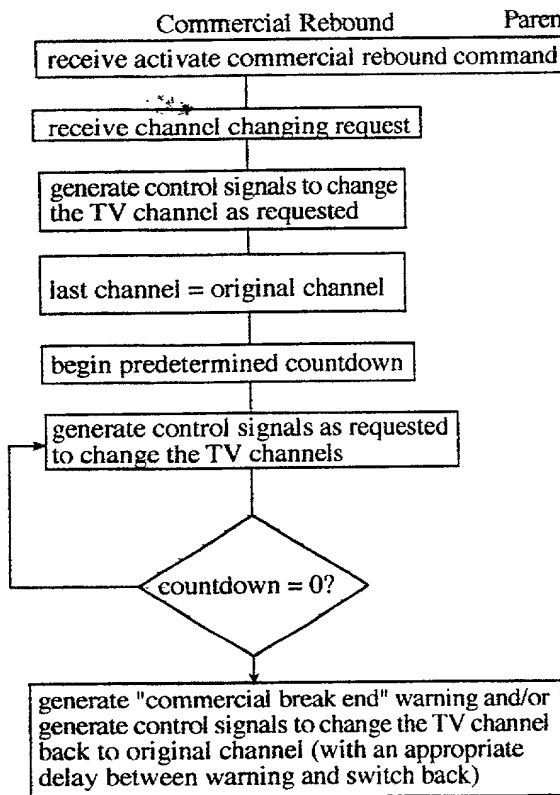 Commercial Rebound Paren
receive activate commercial rebound command
receive channel changing request
generate control signals to change
the TV channel as requested
last channel = original channel
begin predetermined countdown
generate control signals as requested
to change the TV channels
countdown = 0?
generate "commercial break end" warning and/or
generate control signals to change the TV channel
back to original channel (with an appropriate
delay between warning and switch back)